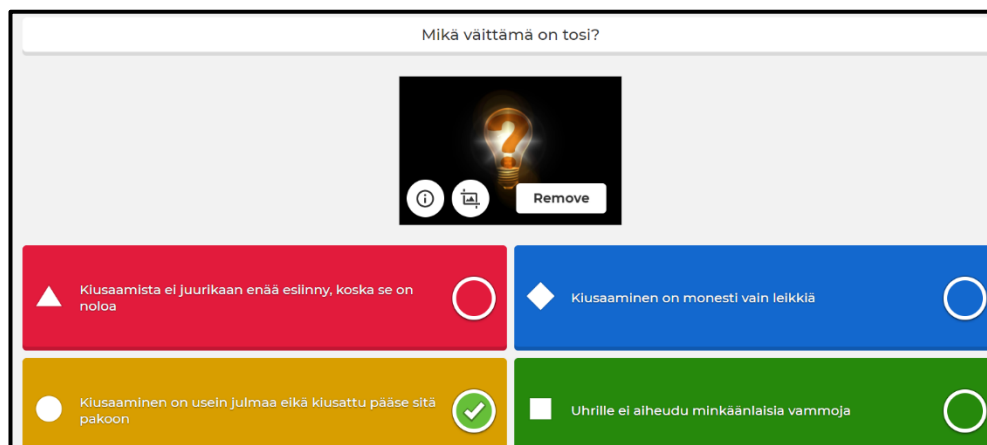 Mikä väittämä on tosi?
Remove
Kiusaamista ei juurikaan enää esiinny, koska se on
noloa
Kiusaaminen on monesti vain leikkiä
Kiusaaminen on usein julmaa eikä kiusattu pääse sitä
pakoon
Uhrille ei aiheudu minkäänlaisia vammoja